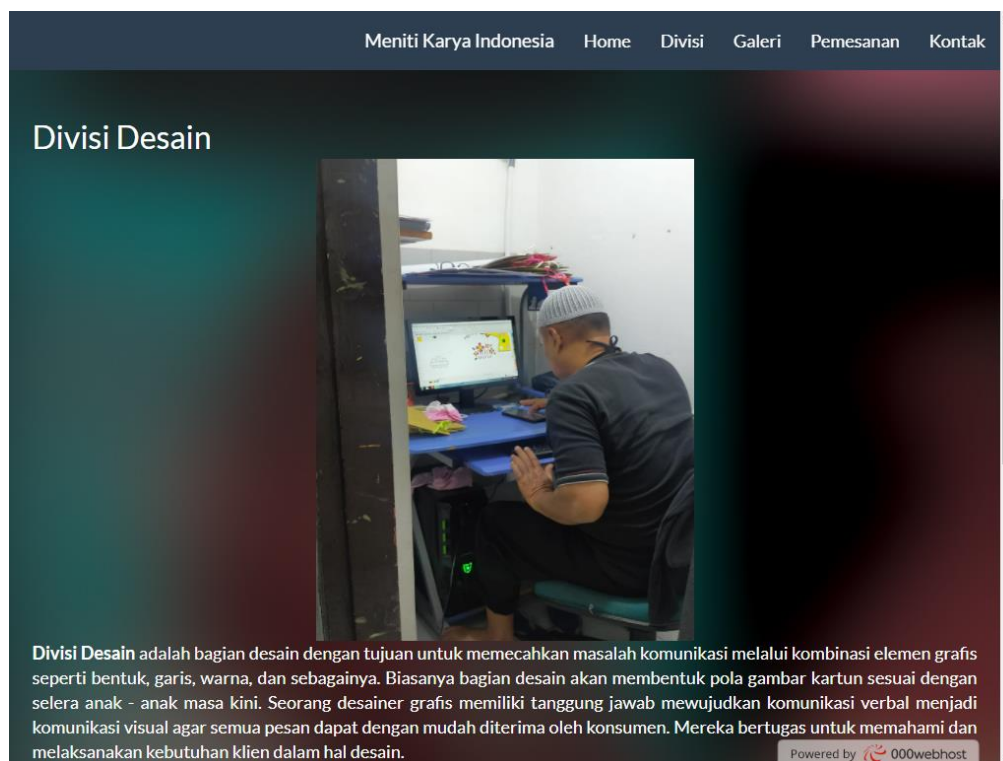 Meniti Karya Indonesia Home Divisi Galeri Pemesanan Kontak
Divisi Desain
Divisi Desain adalah bagian desain dengan tujuan untuk memecahkan masalah komunikasi melalui kombinasi elemen grafis
seperti bentuk, garis, warna, dan sebagainya. Biasanya bagian desain akan membentuk pola gambar kartun sesuai dengan
selera anak - anak masa kini. Seorang desainer grafis memiliki tanggung jawab mewujudkan komunikasi verbal menjadi
komunikasi visual agar semua pesan dapat dengan mudah diterima oleh konsumen. Mereka bertugas untuk memahami dan
melaksanakan kebutuhan klien dalam hal desain.
Powered by 000webhost